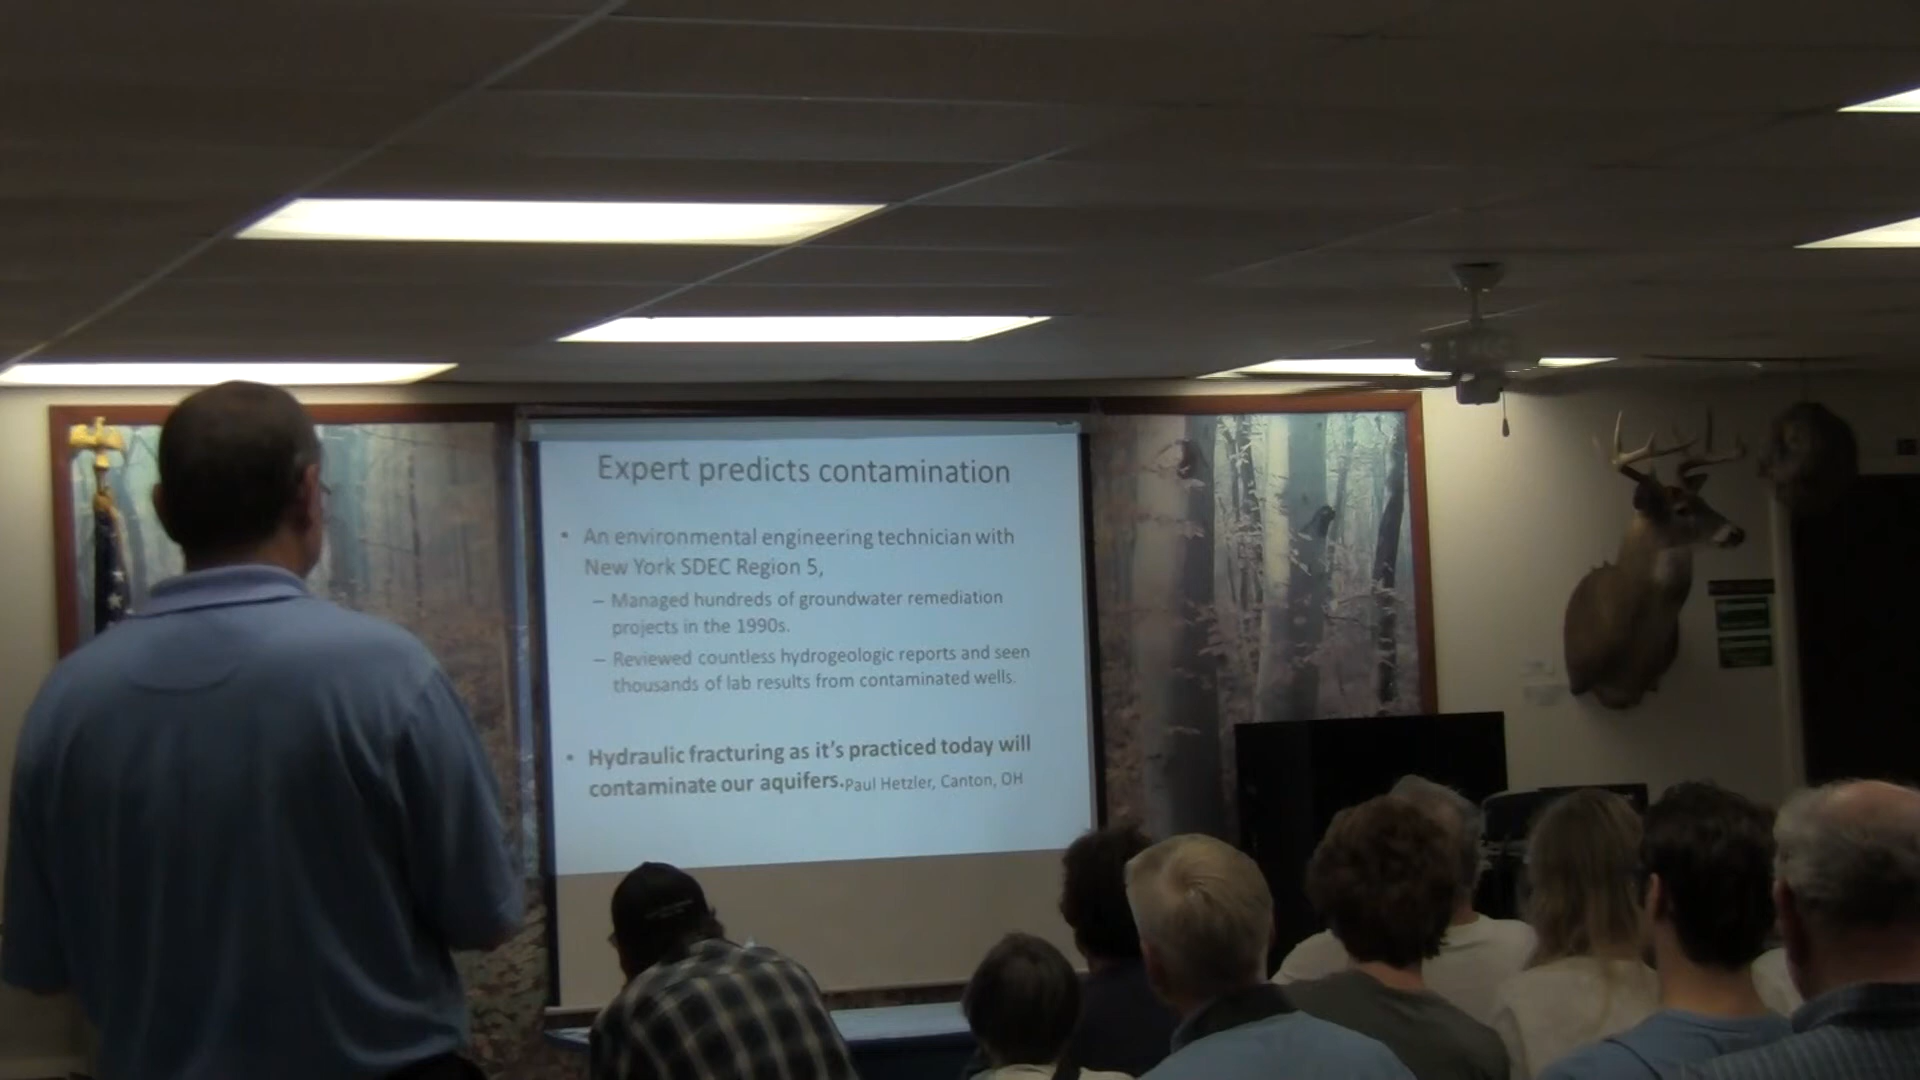 Expert predicts contamination
• An environmental engineering technician with
New York SDEC Region 5,
– Managed hundreds of groundwater remediation
projects in the 1990s.
– Reviewed countless hydrogeologic reports and seen
thousands of lab results from contaminated wells.
• Hydraulic fracturing as it's practiced today will
contaminate our aquifers.Paul Hetzler, Canton, OH